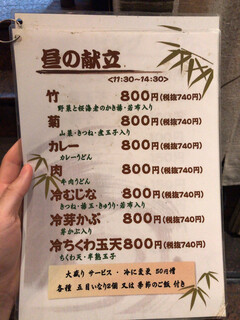 昼の献立
<11:30~14:30>
竹 800円(税抜740円)
野菜と桜海老のかき揚・若布入り
菊 800円(税抜740円)
山菜・きつね・煮玉子入り
カレー 800円(税抜740円)
カレーうどん
肉 800円(税抜740円)
牛肉うどん
冷むじな 800円(税抜740円)
きつね・揚玉・きゅうり・若布入り
冷芽かぶ 800円(税抜740円)
芽かぶ入り
冷ちくわ玉天 800円(税抜740円)
ちくわ天・半熟玉子
大盛り サービス・冷に変更 50円増
各種 五目いなり2個 又は 季節のご飯 付き